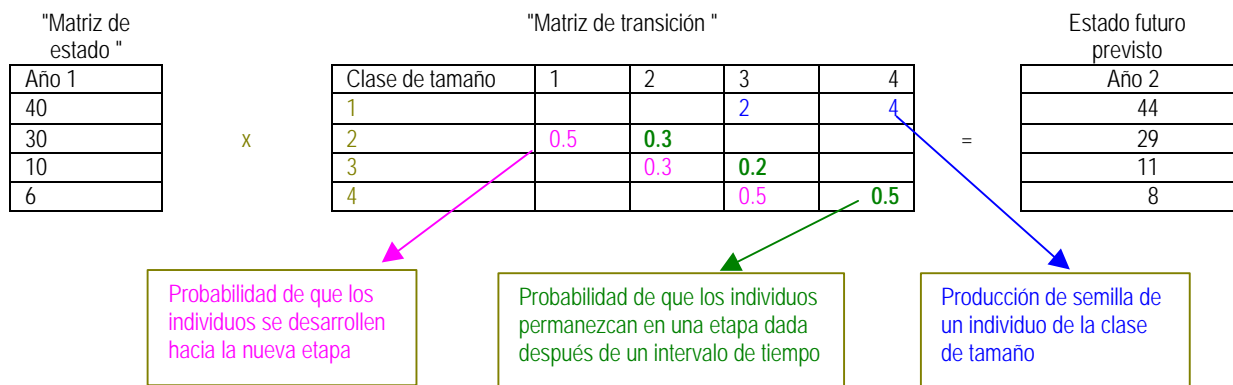 "Matriz de
estado "
"Matriz de transición "
Estado futuro
previsto
Año 1
Clase de tamaño 1 2 3 4
Año 2
40
1 2 4
44
30
x
2 0.5 0.3
=
29
10
3 0.3 0.2
11
6
4 0.5 0.5
8
Probabilidad de que los
individuos se desarrollen
hacia la nueva etapa
Probabilidad de que los individuos
permanezcan en una etapa dada
después de un intervalo de tiempo
Producción de semilla de
un individuo de la clase
de tamaño